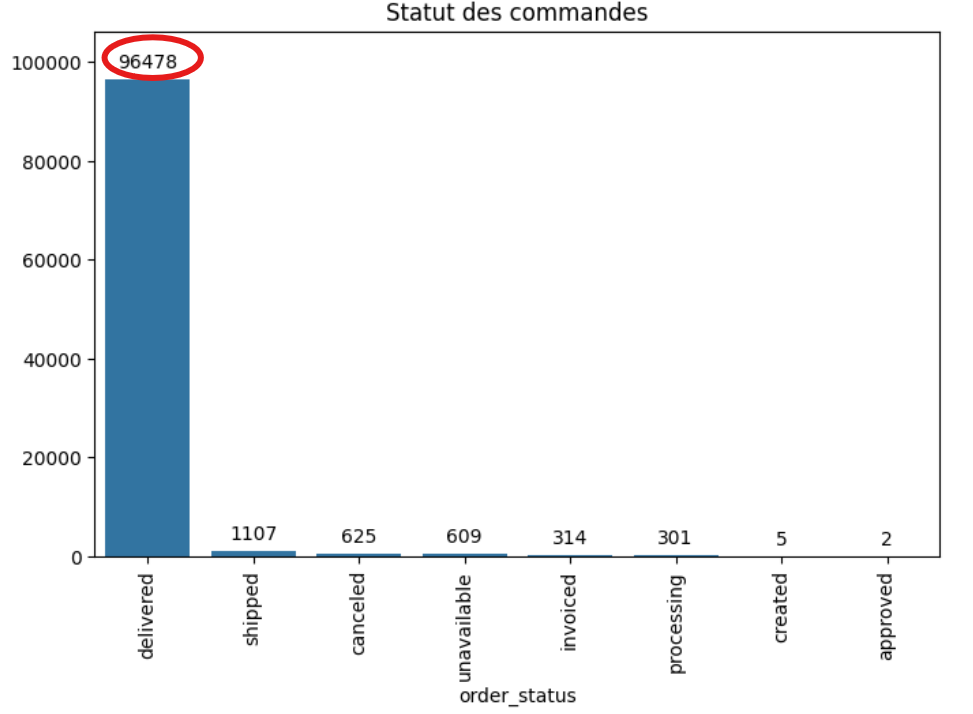 Statut des commandes
100000
80000
60000
40000
20000
0
96478
1107
625
609
314
301
5
2
delivered
shipped
canceled
unavailable
invoiced
processing
created
approved
order_status